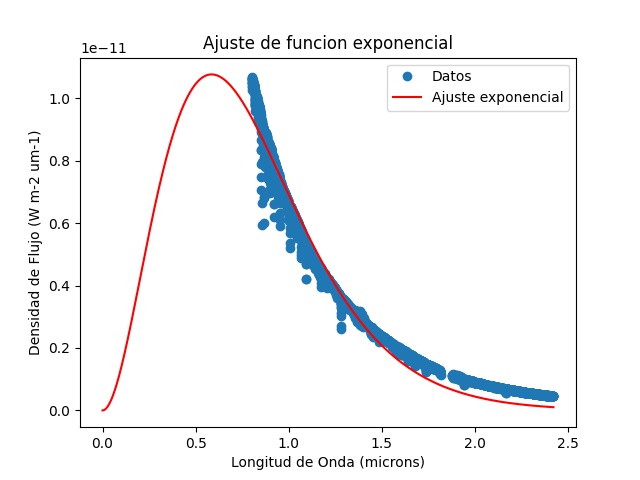 Ajuste de funcion exponencial
1e−11
Datos
Ajuste exponencial
Densidad de Flujo (W m-2 um-1)
1.0
0.8
0.6
0.4
0.2
0.0
0.0 0.5 1.0 1.5 2.0 2.5
Longitud de Onda (microns)